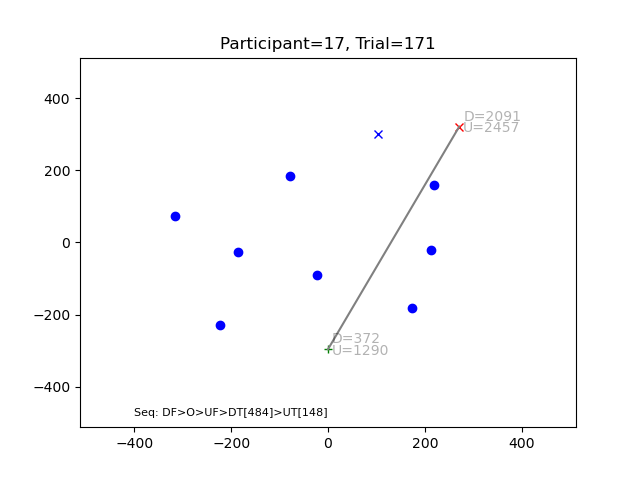 Participant=17, Trial=171
400
200
0
−200
−400
D=2091
U=2457
D=372
U=1290
Seq: DF>O>UF>DT[484]>UT[148]
−400
−200
0
200
400